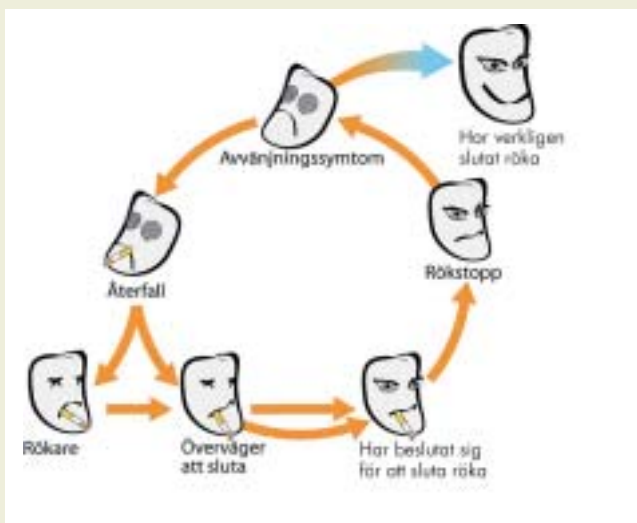 Har verkligen
slutat röka
Avvänjningssymtom
Rökstopp
Återfall
Rökare
Överväger
att sluta
Har beslutat sig
för att sluta röka